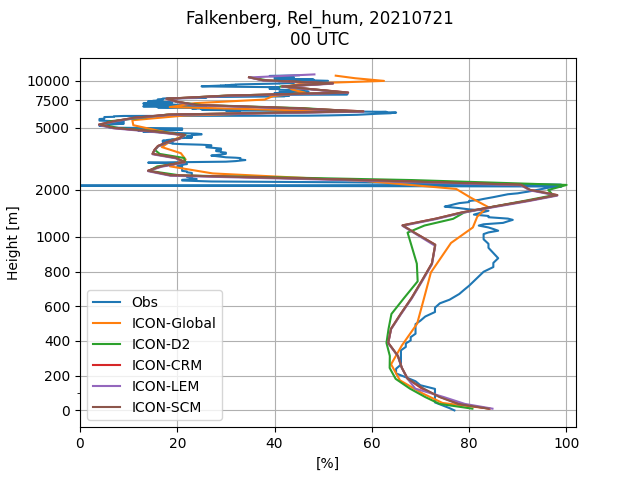 Falkenberg, Rel_hum, 20210721
00 UTC
Height [m]
10000
7500
5000
2000
1000
800
600
400
200
0
Obs
ICON-Global
ICON-D2
ICON-CRM
ICON-LEM
ICON-SCM
0 20 40 60 80 100
[%]